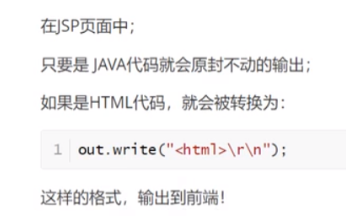 在JSP页面中；
只要是 JAVA代码就会原封不动的输出；
如果是HTML代码，就会被转换为：
1 out.write("<html>\r\n");
这样的格式，输出到前端！